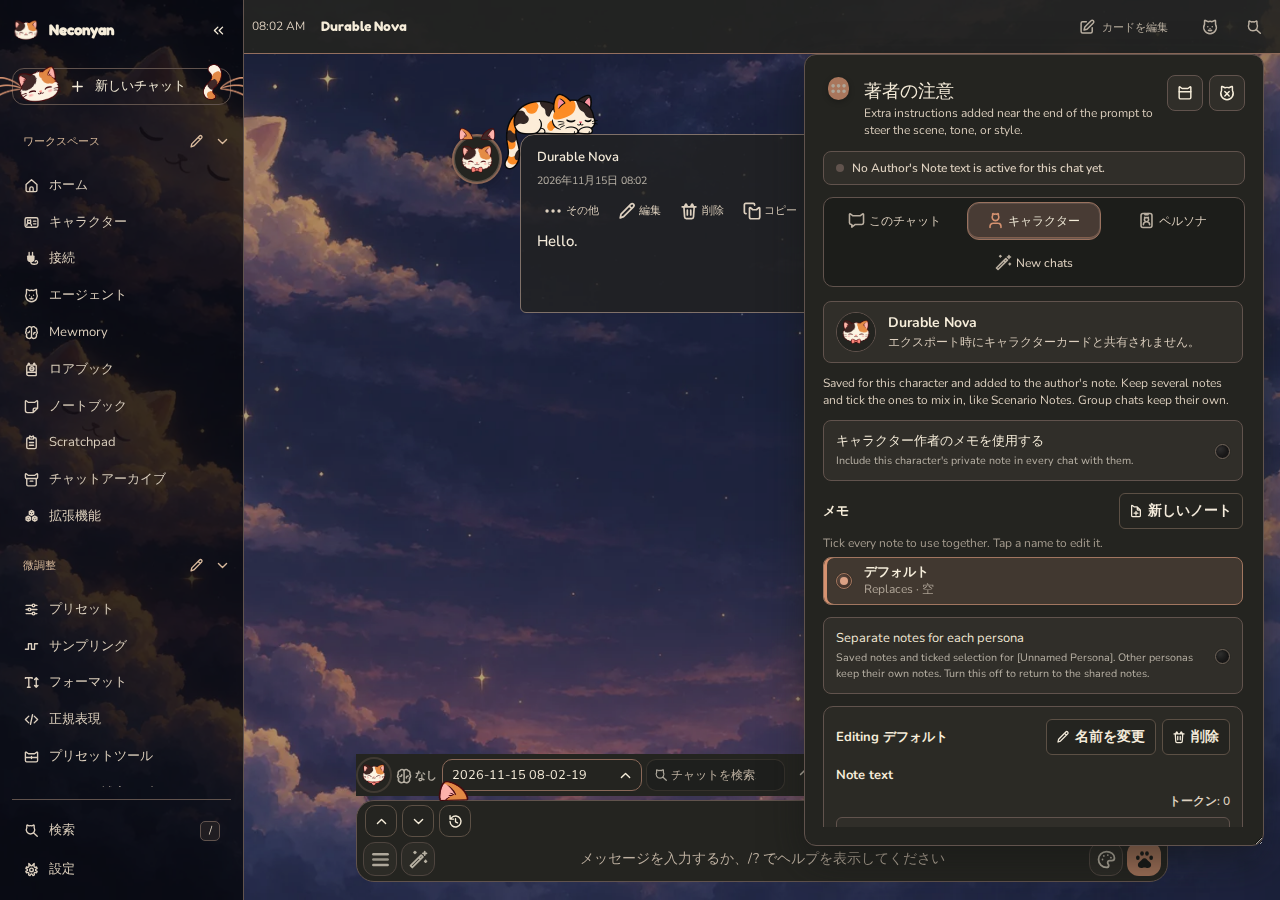 Neconyan
新しいチャット
ワークスペース
ホーム
キャラクター
接続
エージェント
Mewmory
ロアブック
ノートブック
Scratchpad
チャットアーカイブ
拡張機能
微調整
プリセット
サンプリング
フォーマット
正規表現
プリセットツール
検索
/
設定
08:02 AM
Durable Nova
カードを編集
Durable Nova
2026年11月15日 08:02
その他
編集
削除
コピー
Hello.
なし
2026-11-15 08-02-19
チャットを検索
メッセージを入力するか、/? でヘルプを表示してください
著者の注意
Extra instructions added near the end of the prompt to
steer the scene, tone, or style.
No Author's Note text is active for this chat yet.
このチャット
キャラクター
ペルソナ
New chats
Durable Nova
エクスポート時にキャラクターカードと共有されません。
Saved for this character and added to the author's note. Keep several notes
and tick the ones to mix in, like Scenario Notes. Group chats keep their own.
キャラクター作者のメモを使用する
Include this character's private note in every chat with them.
メモ
新しいノート
Tick every note to use together. Tap a name to edit it.
デフォルト
Replaces · 空
Separate notes for each persona
Saved notes and ticked selection for [Unnamed Persona]. Other personas
keep their own notes. Turn this off to return to the shared notes.
Editing デフォルト
名前を変更
削除
Note text
トークン: 0